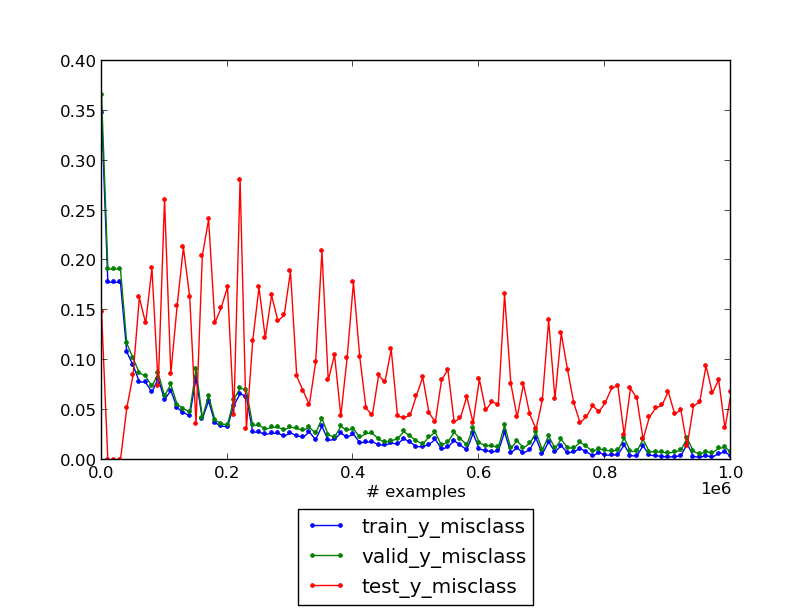 0.40
0.35
0.30
0.25
0.20
0.15
0.10
0.05
0.00
0.0 0.2 0.4 0.6 0.8 1.0
1e6
# examples
train_y_misclass
valid_y_misclass
test_y_misclass